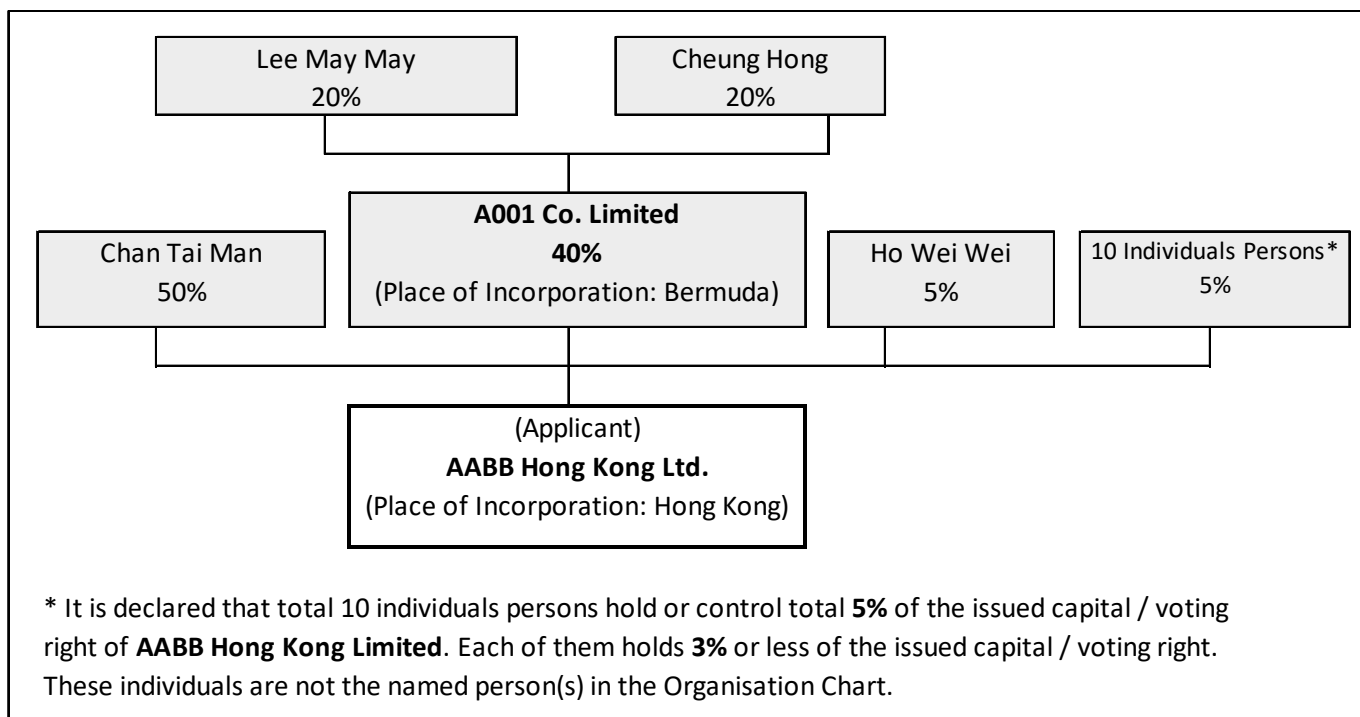 Lee May May
20%
Cheung Hong
20%
A001 Co. Limited
40%
(Place of Incorporation: Bermuda)
Chan Tai Man
50%
Ho Wei Wei
5%
10 Individuals Persons*
5%
(Applicant)
AABB Hong Kong Ltd.
(Place of Incorporation: Hong Kong)
* It is declared that total 10 individuals persons hold or control total 5% of the issued capital / voting
right of AABB Hong Kong Limited. Each of them holds 3% or less of the issued capital / voting right.
These individuals are not the named person(s) in the Organisation Chart.